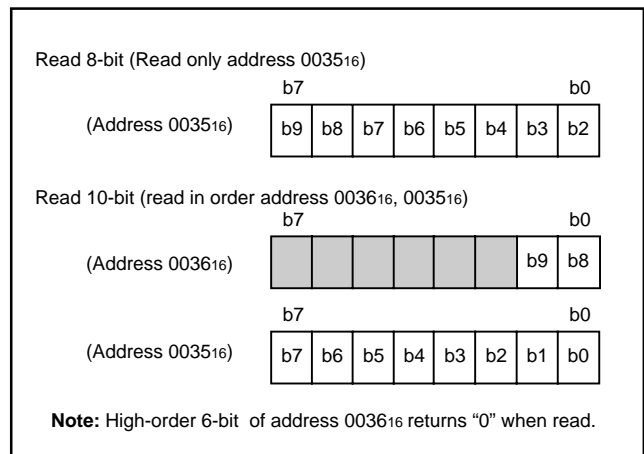 Read 8-bit (Read only address 003516)
b7 b0
(Address 003516) b9 b8 b7 b6 b5 b4 b3 b2
Read 10-bit (read in order address 003616, 003516)
b7 b0
(Address 003616) b9 b8
b7 b0
(Address 003516) b7 b6 b5 b4 b3 b2 b1 b0
Note: High-order 6-bit of address 003616 returns “0” when read.